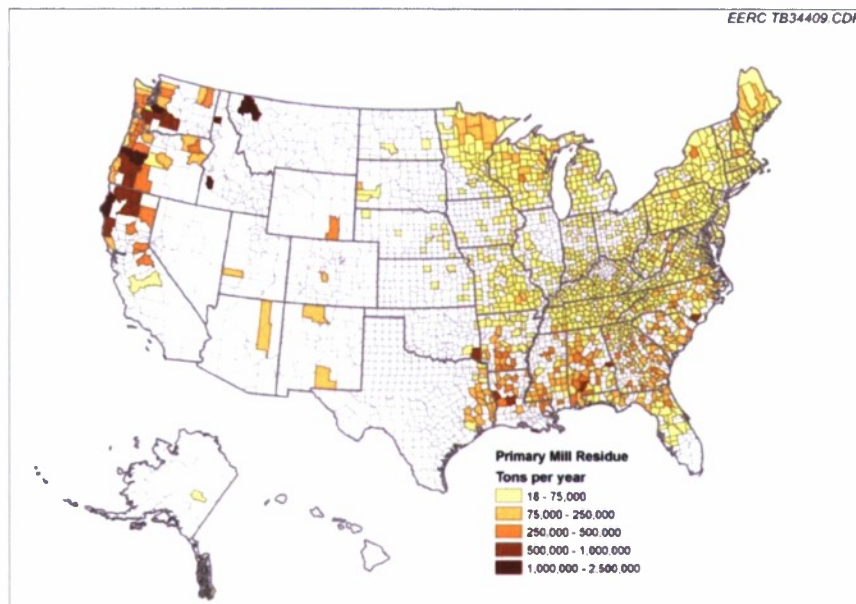 EERC TB34409.CDR
Primary Mill Residue
Tons per year
18 - 75,000
75,000 - 250,000
250,000 - 500,000
500,000 - 1,000,000
1,000,000 - 2,500,000